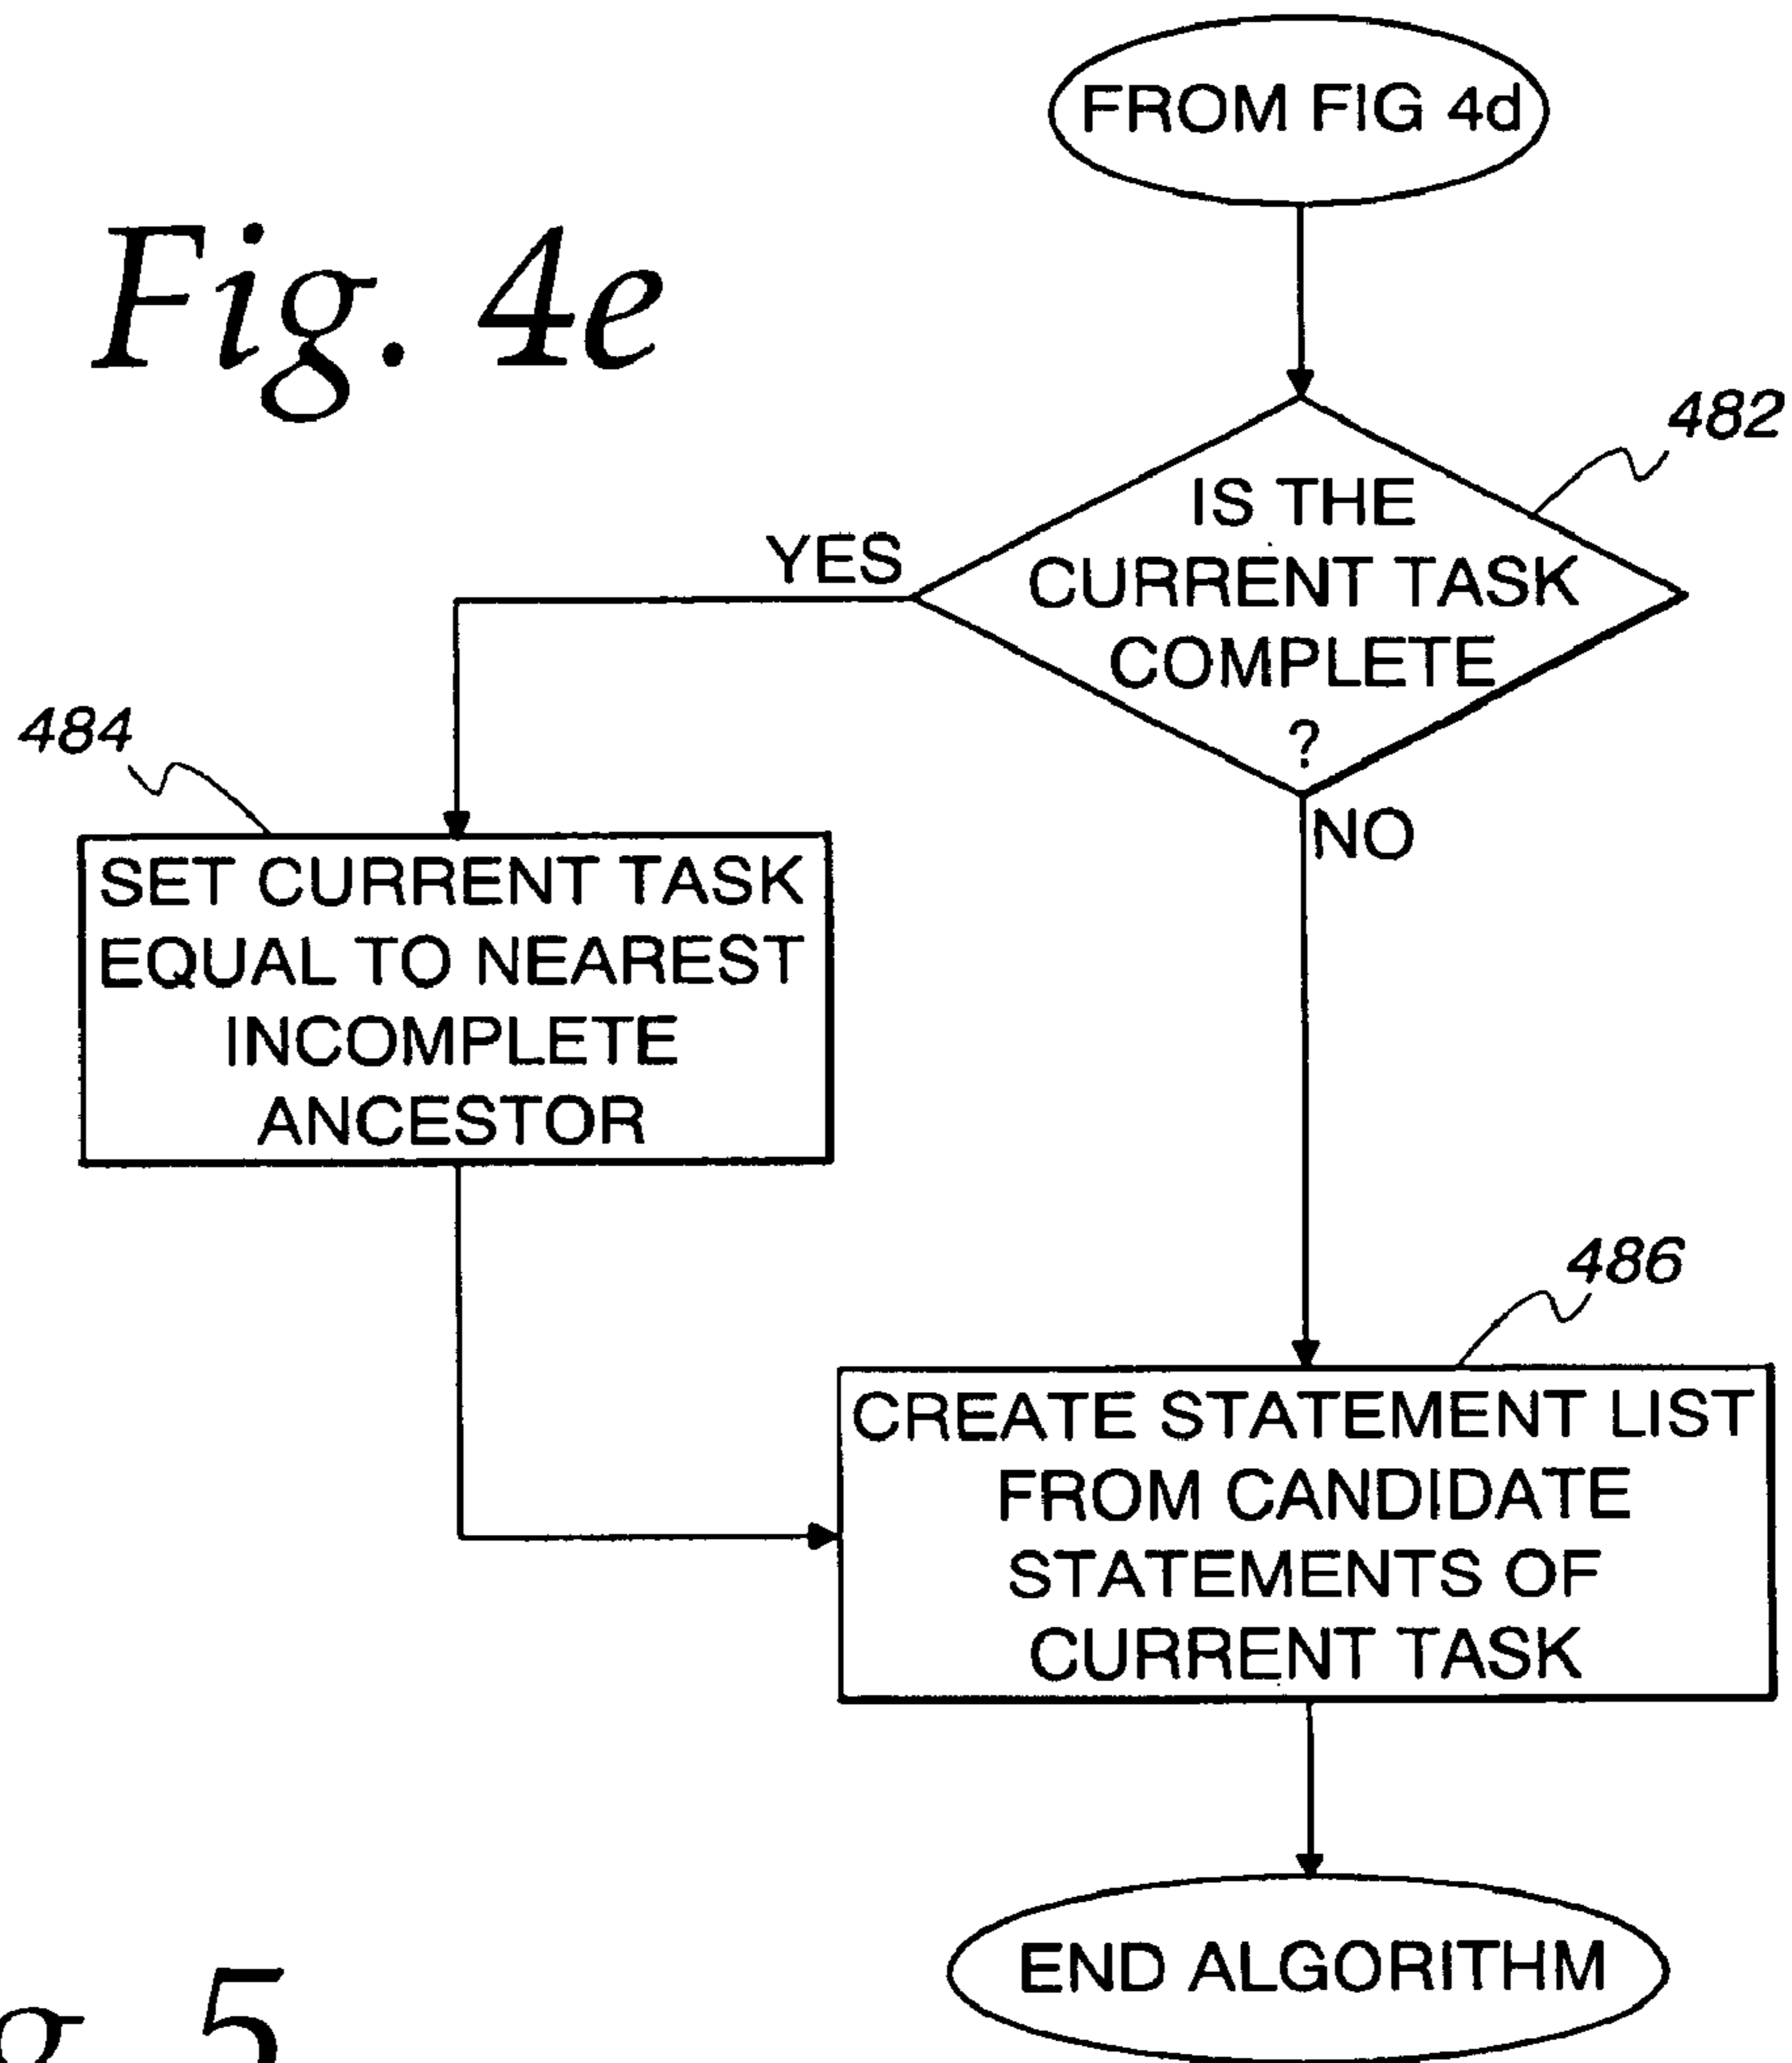 FROM FIG 4d
Fig. 4e
482
IS THE
CURRENT TASK
COMPLETE
?
YES
NO
484
SET CURRENT TASK
EQUAL TO NEAREST
INCOMPLETE
ANCESTOR
486
CREATE STATEMENT LIST
FROM CANDIDATE
STATEMENTS OF
CURRENT TASK
END ALGORITHM
5